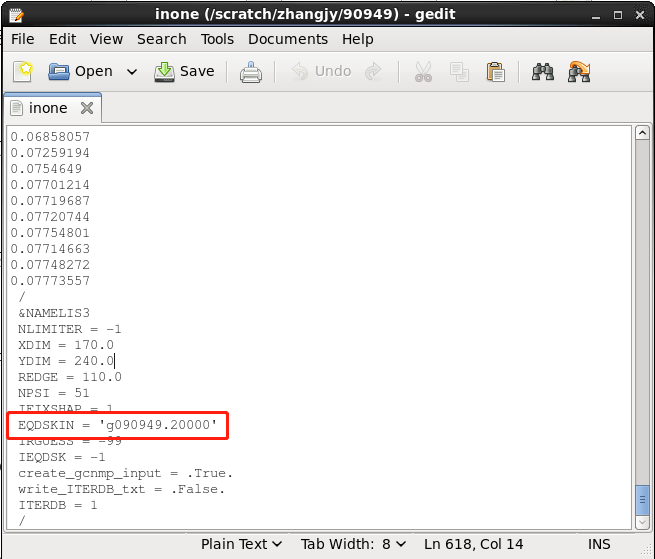 inone (/scratch/zhangjy/90949) - gedit
File Edit View Search Tools Documents Help
Open Save Undo
inone
0.06858057
0.07259194
0.0754649
0.07701214
0.07719687
0.07720744
0.07754801
0.07714663
0.07748272
0.07773557
/
&NAMELIS3
NLIMITER = -1
XDIM = 170.0
YDIM = 240.0
REDGE = 110.0
NPSI = 51
IFIXSHAP = 1
EQDSKIN = 'g090949.20000'
IRGUESS = -99
IEQDSK = -1
create_gcnmp_input = .True.
write_ITERDB_txt = .False.
ITERDB = 1
/
Plain Text Tab Width: 8 Ln 618, Col 14 INS